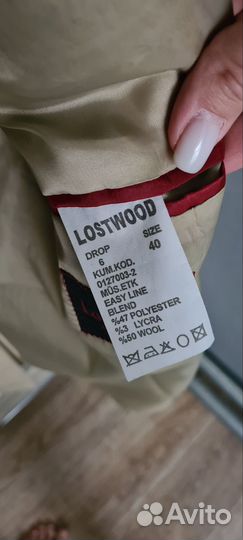 LOSTWOOD
DROP SIZE
6 40
KUM.KOD.
0127003-2
MÜS.ETK
EASY LINE
BLEND
%47 POLYESTER
%3 LYCRA
%50 WOOL
Avito